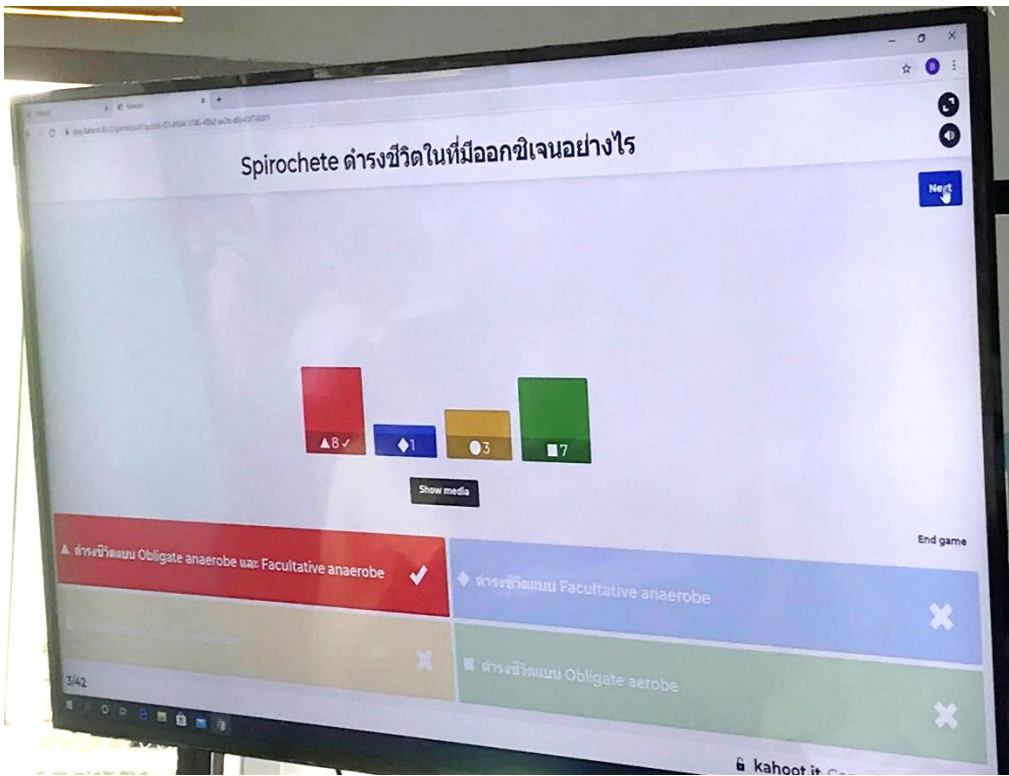 Spirochete ดำรงชีวิตในที่มีออกซิเจนอย่างไร
Next
▲8✓
◆1
●3
■7
Show media
End game
▲ ดำรงชีวิตแบบ Obligate anaerobe และ Facultative anaerobe
◆ ดำรงชีวิตแบบ Facultative anaerobe
■ ดำรงชีวิตแบบ Obligate aerobe
3/42
kahoot.it